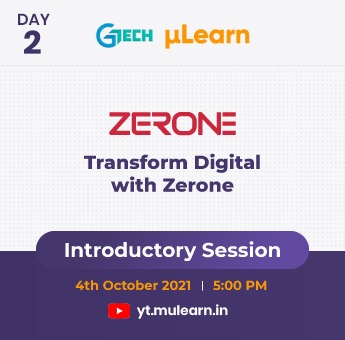 DAY
2
GTECH µLearn
ZERONE
Transform Digital
with Zerone
Introductory Session
4th October 2021 | 5:00 PM
yt.mulearn.in